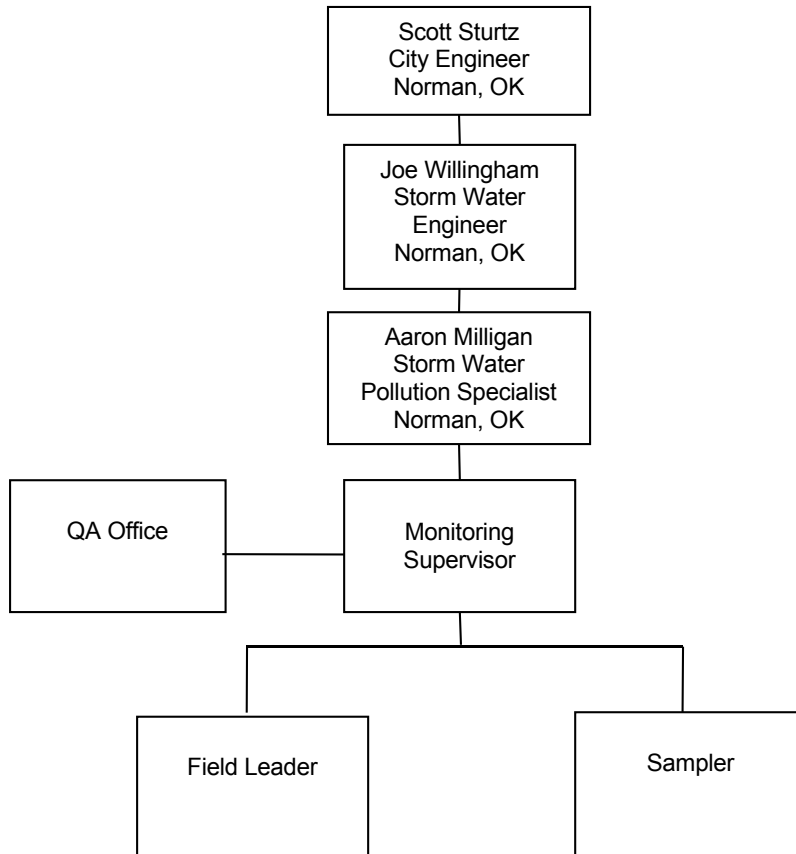 Scott Sturtz
City Engineer
Norman, OK
Joe Willingham
Storm Water
Engineer
Norman, OK
Aaron Milligan
Storm Water
Pollution Specialist
Norman, OK
QA Office
Monitoring
Supervisor
Field Leader
Sampler